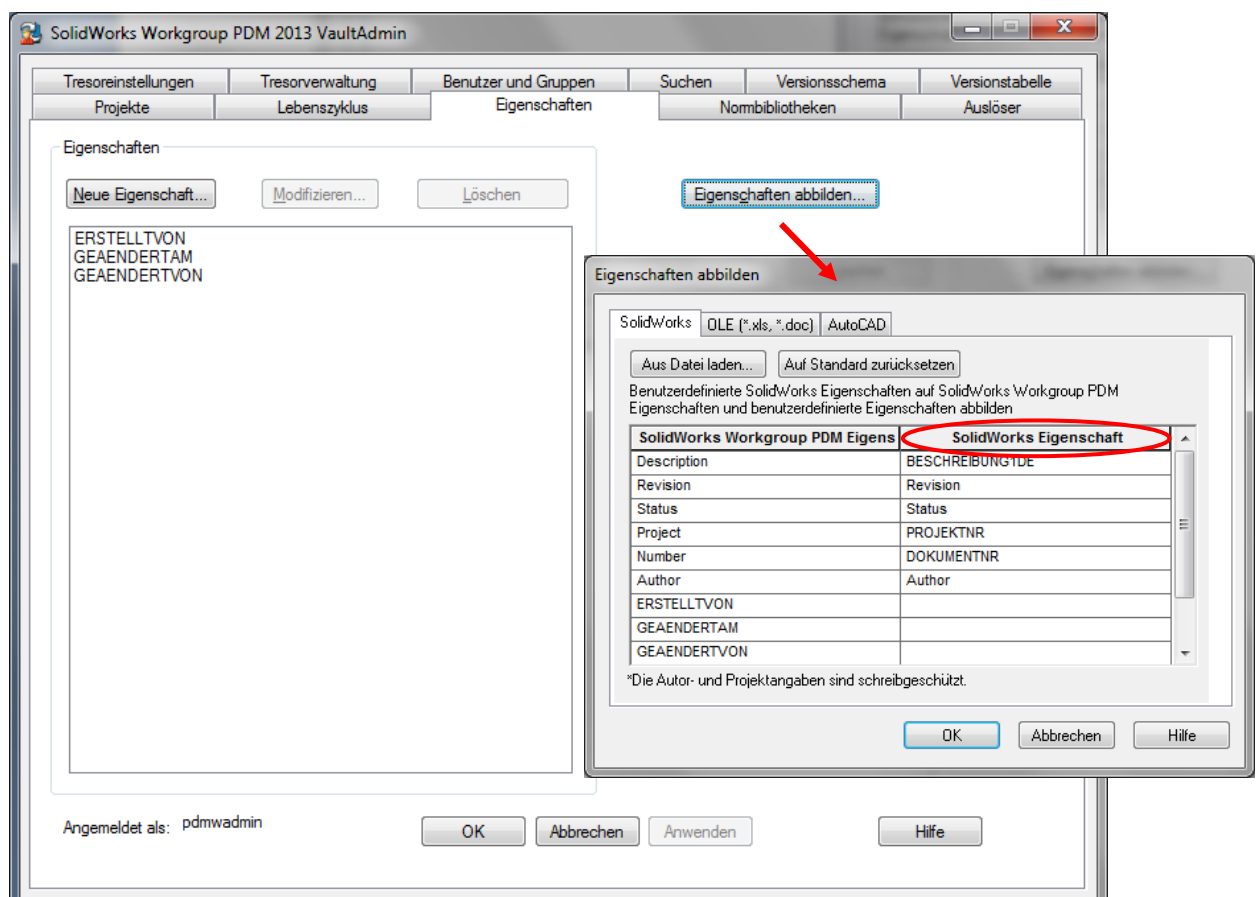 SolidWorks Workgroup PDM 2013 VaultAdmin
Tresoreinstellungen Tresorverwaltung Benutzer und Gruppen Suchen Versionsschema Versionstabelle
Projekte Lebenszyklus Eigenschaften Normbibliotheken Auslöser
Eigenschaften
Neue Eigenschaft... Modifizieren... Löschen Eigenschaften abbilden...
ERSTELLTVON
GEAENDERTAM
GEAENDERTVON
Eigenschaften abbilden
SolidWorks OLE (*.xls, *.doc) AutoCAD
Aus Datei laden... Auf Standard zurücksetzen
Benutzerdefinierte SolidWorks Eigenschaften auf SolidWorks Workgroup PDM
Eigenschaften und benutzerdefinierte Eigenschaften abbilden
SolidWorks Workgroup PDM Eigens SolidWorks Eigenschaft
Description BESCHREIBUNG1DE
Revision Revision
Status Status
Project PROJEKTNR
Number DOKUMENTNR
Author Author
ERSTELLTVON
GEAENDERTAM
GEAENDERTVON
*Die Autor- und Projektangaben sind schreibgeschützt.
OK Abbrechen Hilfe
Angemeldet als: pdmwadmin
OK Abbrechen Anwenden Hilfe